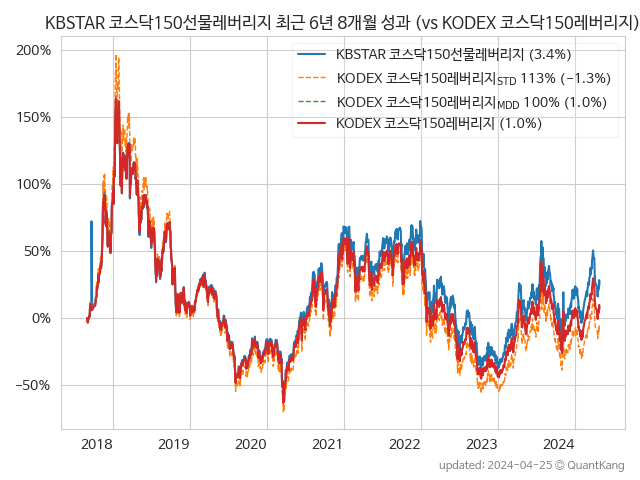 KBSTAR 코스닥150선물레버리지 최근 6년 8개월 성과 (vs KODEX 코스닥150레버리지)
KBSTAR 코스닥150선물레버리지 (3.4%)
KODEX 코스닥150레버리지STD 113% (−1.3%)
KODEX 코스닥150레버리지MDD 100% (1.0%)
KODEX 코스닥150레버리지 (1.0%)
200%
150%
100%
50%
0%
−50%
2018 2019 2020 2021 2022 2023 2024
updated: 2024-04-25 © QuantKang